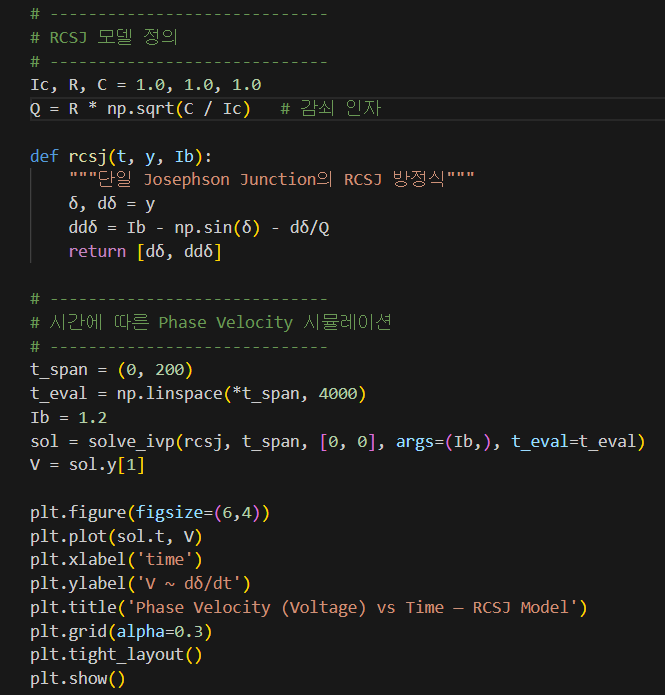 # -----------------------------
# RCSJ 모델 정의
# -----------------------------
Ic, R, C = 1.0, 1.0, 1.0
Q = R * np.sqrt(C / Ic)   # 감쇠 인자

def rcsj(t, y, Ib):
    """단일 Josephson Junction의 RCSJ 방정식"""
    δ, dδ = y
    ddδ = Ib - np.sin(δ) - dδ/Q
    return [dδ, ddδ]

# -----------------------------
# 시간에 따른 Phase Velocity 시뮬레이션
# -----------------------------
t_span = (0, 200)
t_eval = np.linspace(*t_span, 4000)
Ib = 1.2
sol = solve_ivp(rcsj, t_span, [0, 0], args=(Ib,), t_eval=t_eval)
V = sol.y[1]

plt.figure(figsize=(6,4))
plt.plot(sol.t, V)
plt.xlabel('time')
plt.ylabel('V ~ dδ/dt')
plt.title('Phase Velocity (Voltage) vs Time – RCSJ Model')
plt.grid(alpha=0.3)
plt.tight_layout()
plt.show()